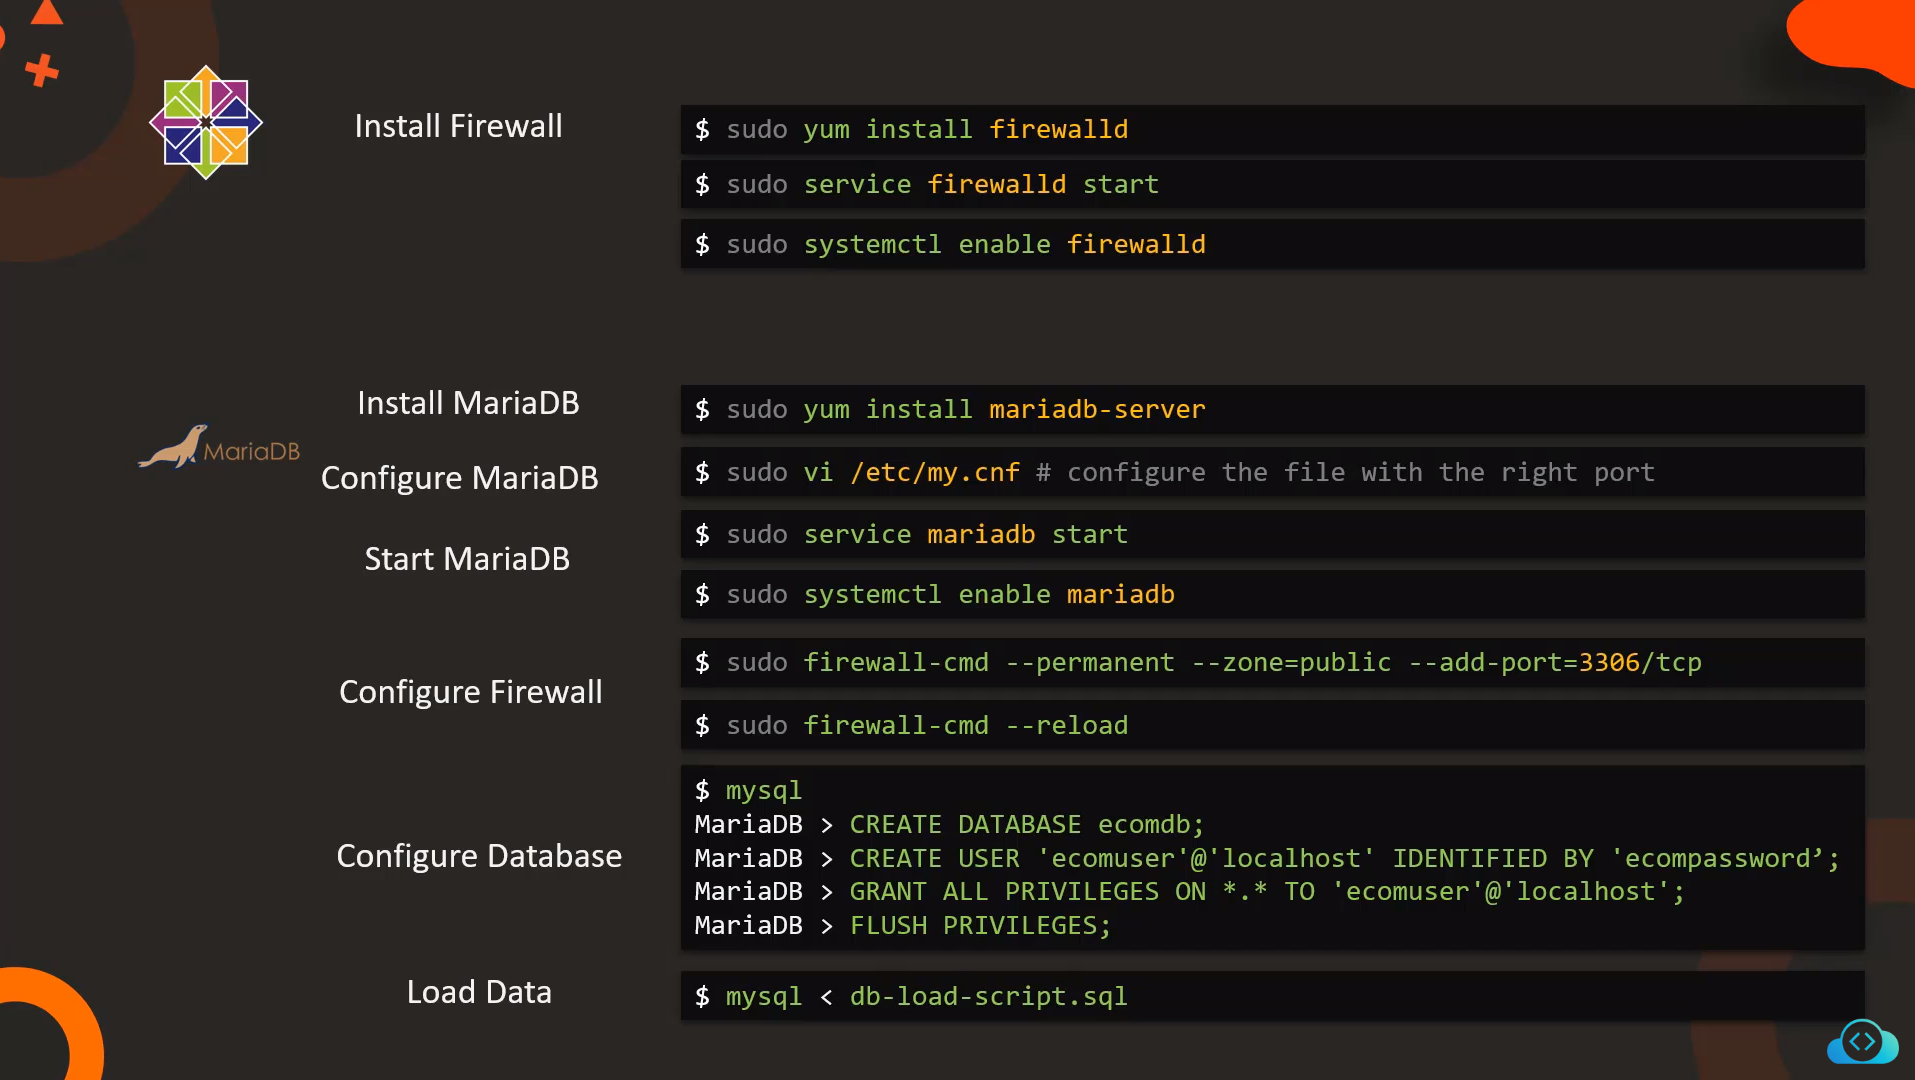 Install Firewall
$ sudo yum install firewalld
$ sudo service firewalld start
$ sudo systemctl enable firewalld
Install MariaDB
$ sudo yum install mariadb-server
MariaDB
Configure MariaDB
$ sudo vi /etc/my.cnf # configure the file with the right port
Start MariaDB
$ sudo service mariadb start
$ sudo systemctl enable mariadb
Configure Firewall
$ sudo firewall-cmd --permanent --zone=public --add-port=3306/tcp
$ sudo firewall-cmd --reload
Configure Database
$ mysql
MariaDB > CREATE DATABASE ecomdb;
MariaDB > CREATE USER 'ecomuser'@'localhost' IDENTIFIED BY 'ecompassword’;
MariaDB > GRANT ALL PRIVILEGES ON *.* TO 'ecomuser'@'localhost';
MariaDB > FLUSH PRIVILEGES;
Load Data
$ mysql < db-load-script.sql